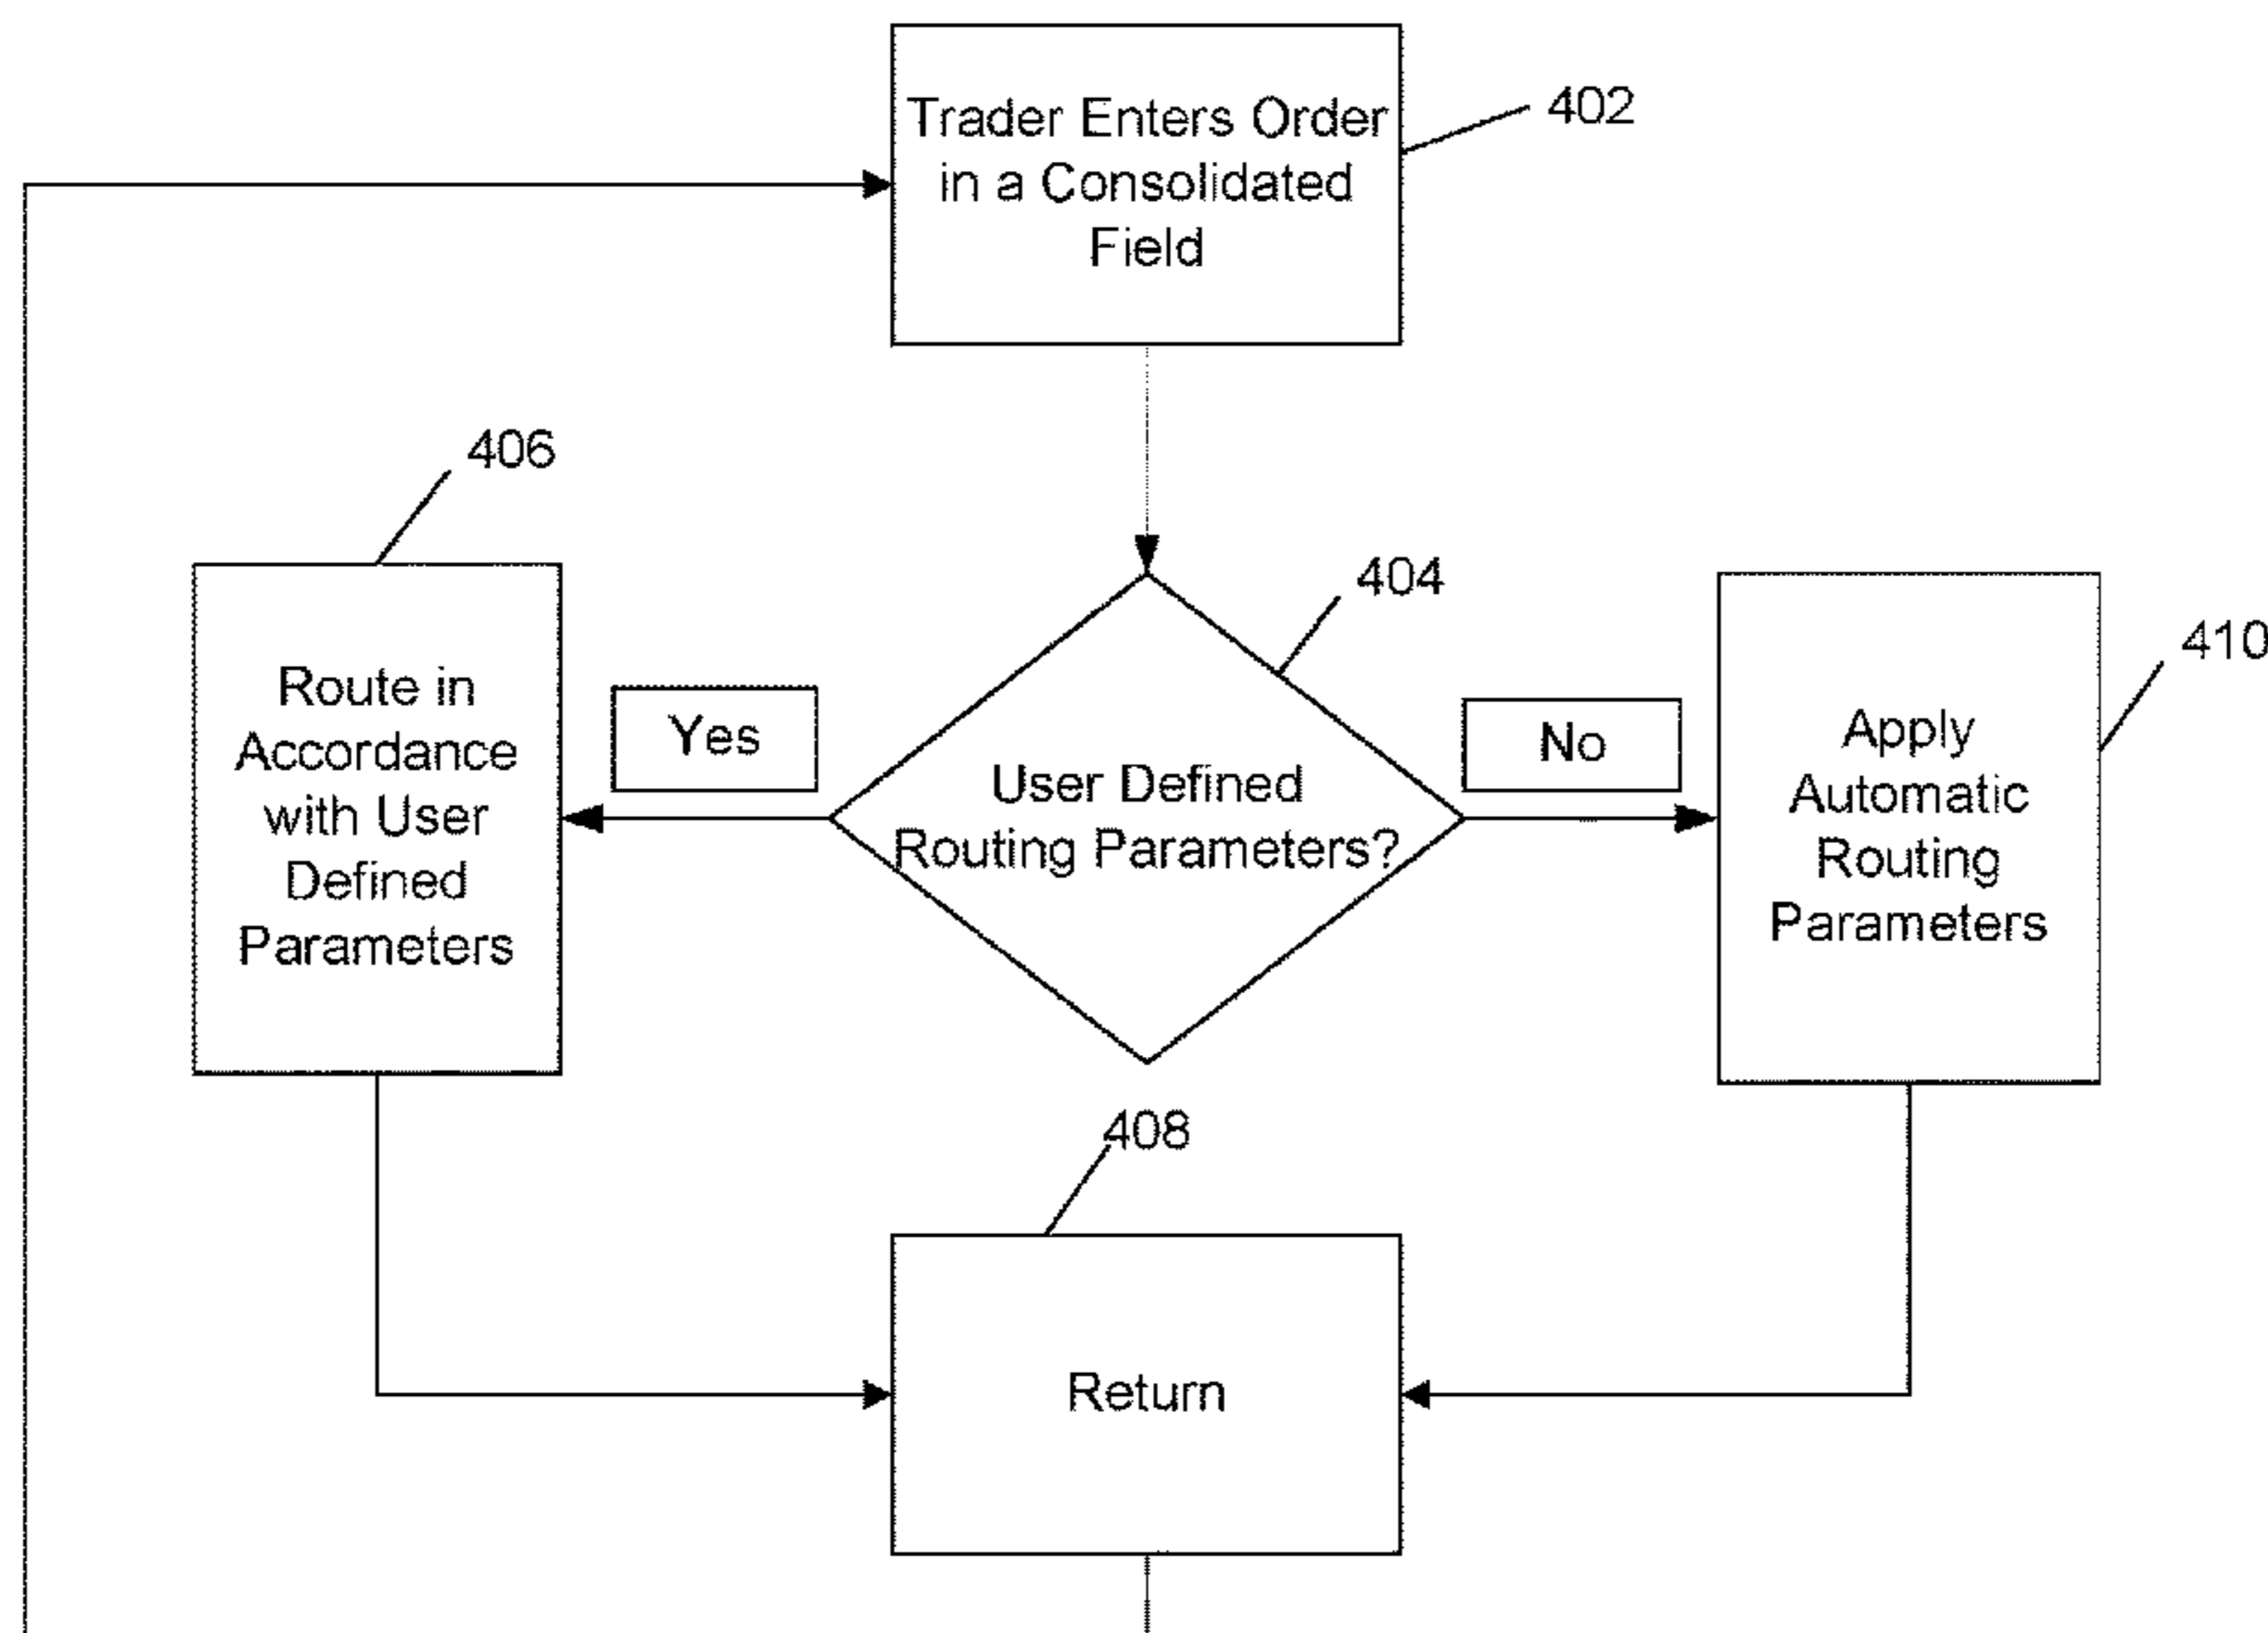 Trader Enters Order
in a Consolidated
Field
402
406
404
410
Route in
Accordance
with User
Defined
Parameters
Yes
User Defined
Routing Parameters?
No
Apply
Automatic
Routing
Parameters
408
Return